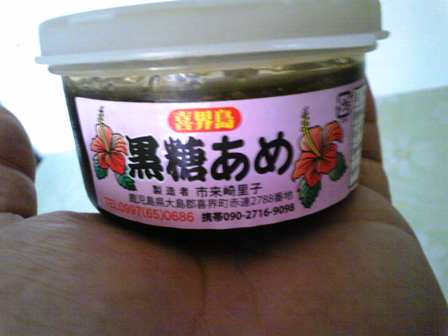 喜界島
黒糖あめ
製造者 市来崎里子
鹿児島県大島郡喜界町赤連2788番地
TEL0997(65)0686 携帯090-2716-9098